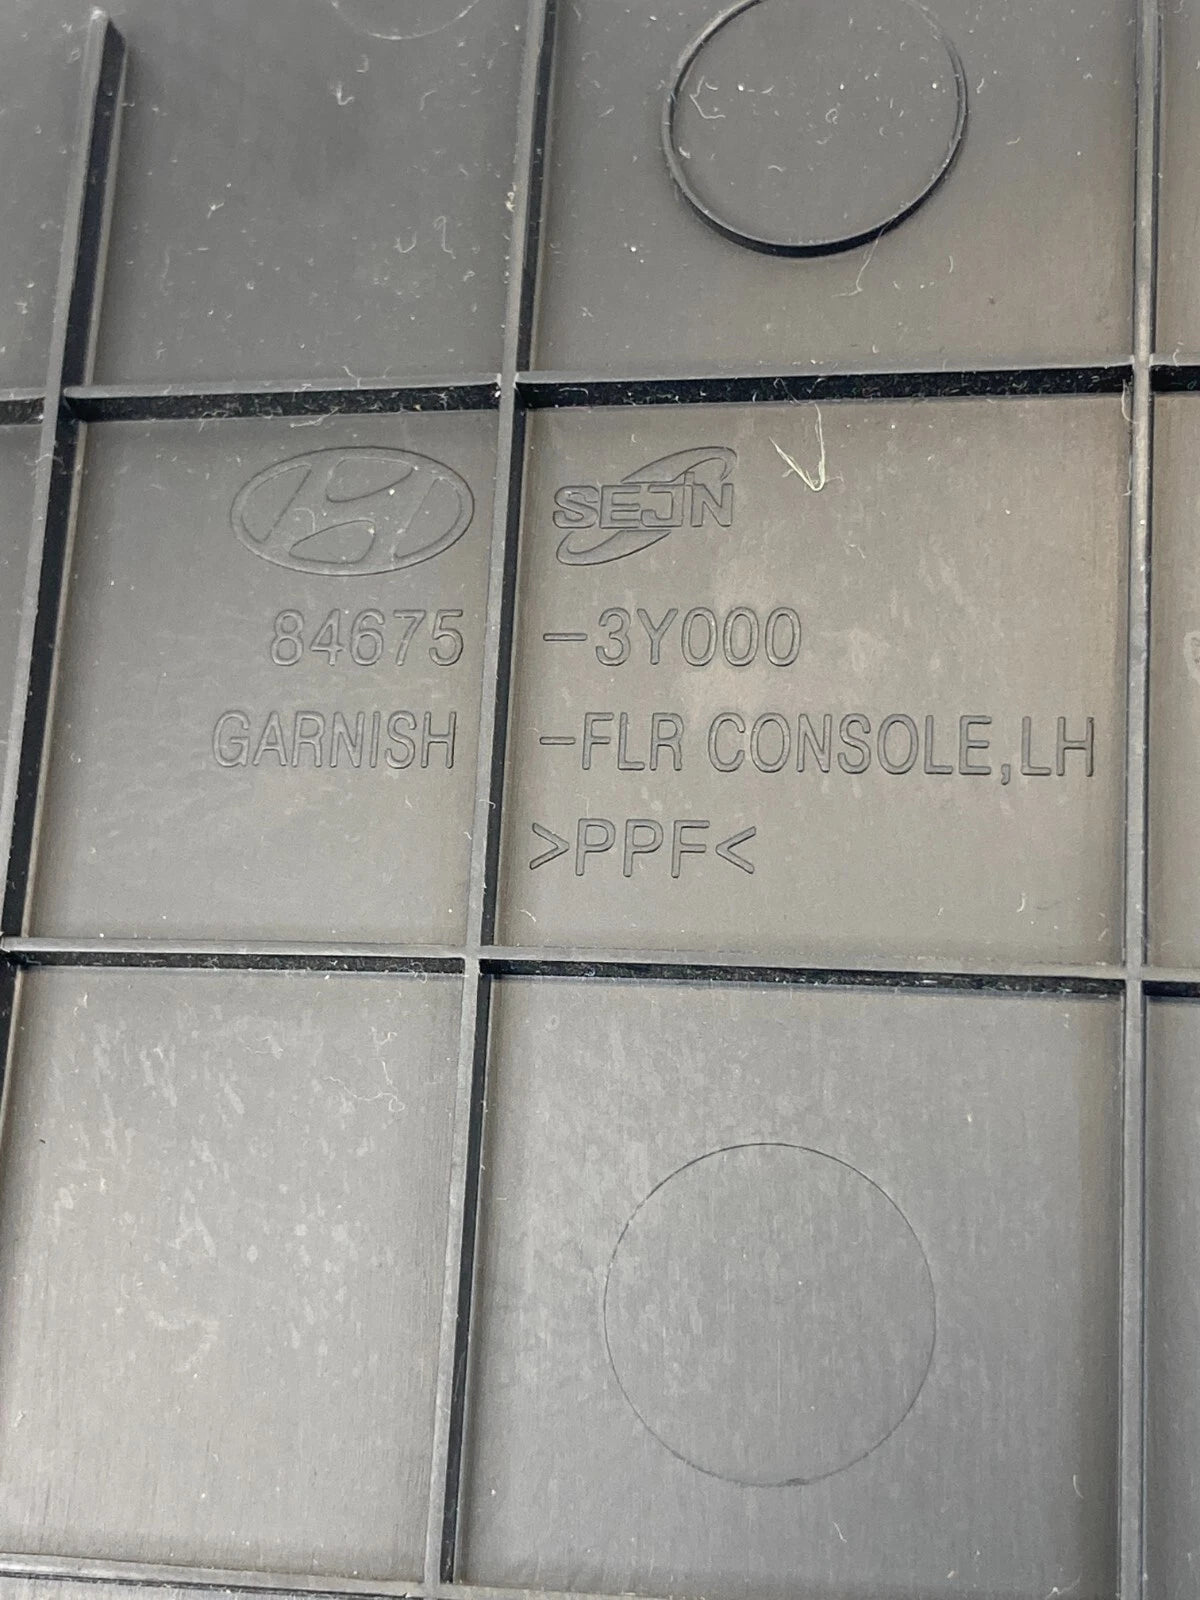 SEJIN
84675-3Y000
GARNISH-FLR CONSOLE,LH
>PPF<